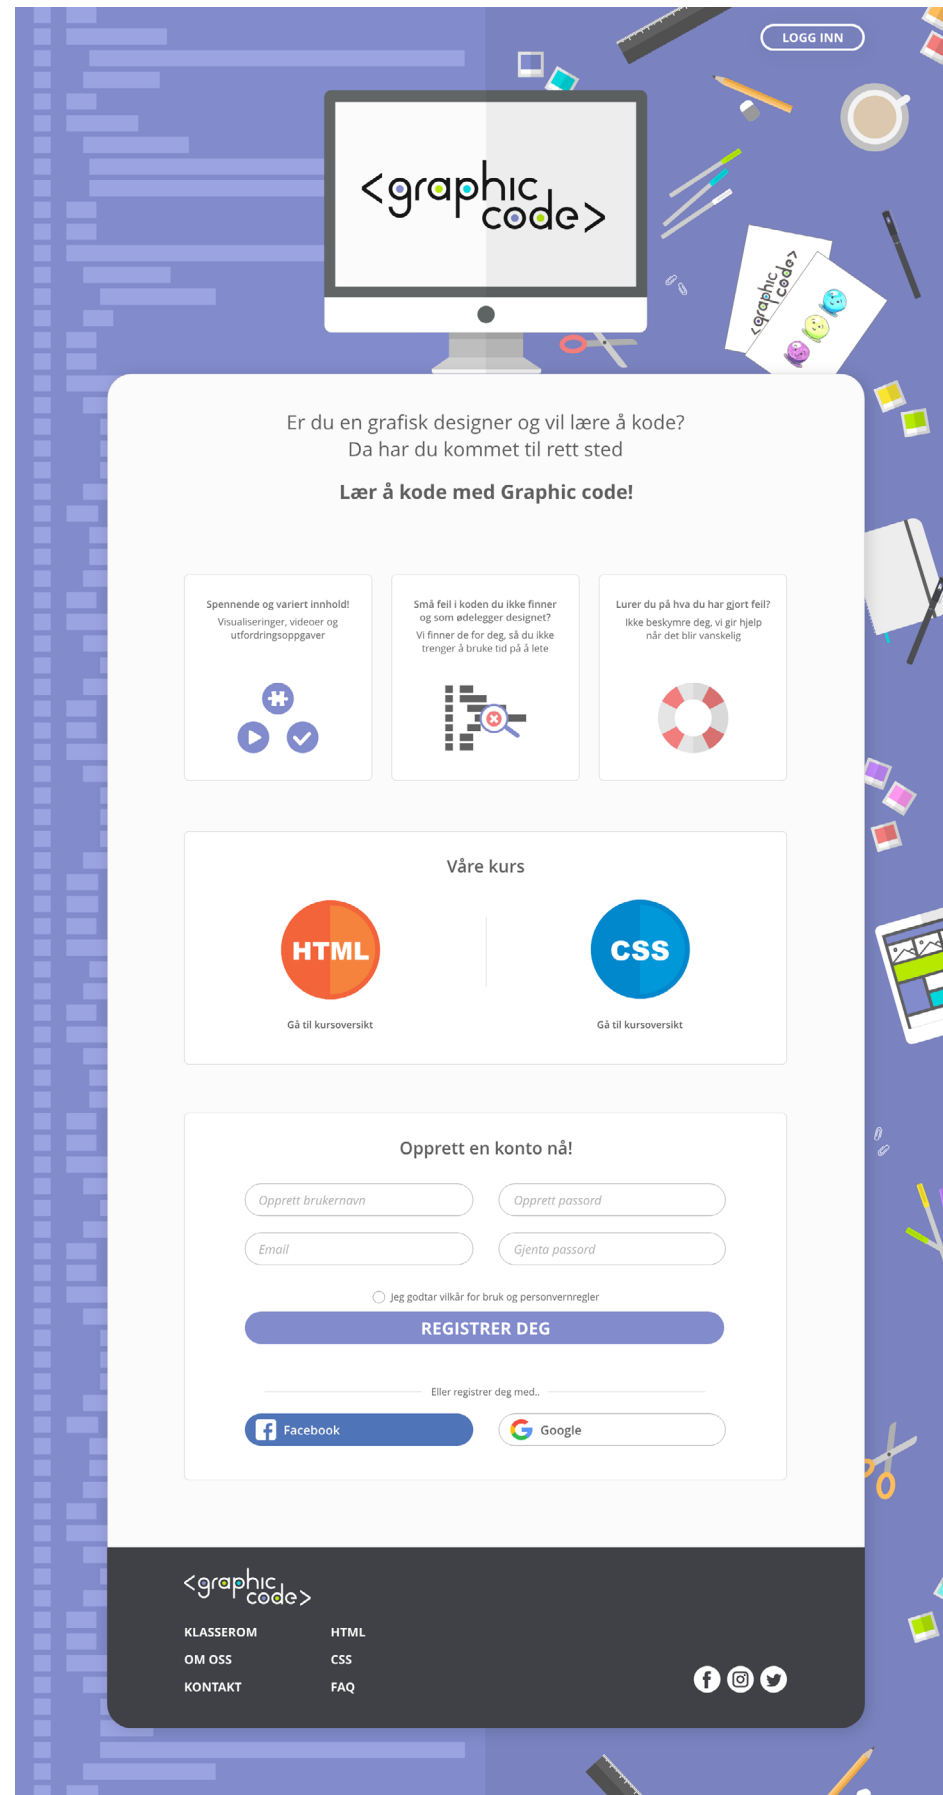 LOGG INN
<graphic
code>
<graphic
code>
Er du en grafisk designer og vil lære å kode?
Da har du kommet til rett sted
Lær å kode med Graphic code!
Spennende og variert innhold!
Visualiseringer, videoer og
utfordringsoppgaver
Små feil i koden du ikke finner
og som ødelegger designet?
Vi finner de for deg, så du ikke
trenger å bruke tid på å lete
Lurer du på hva du har gjort feil?
Ikke beskymre deg, vi gir hjelp
når det blir vanskelig
Våre kurs
HTML
CSS
Gå til kursoversikt
Gå til kursoversikt
Opprett en konto nå!
Opprett brukernavn
Opprett passord
Email
Gjenta passord
Jeg godtar vilkår for bruk og personvernregler
REGISTRER DEG
Eller registrer deg med..
Facebook
Google
<graphic
code>
KLASSEROM
HTML
OM OSS
CSS
KONTAKT
FAQ